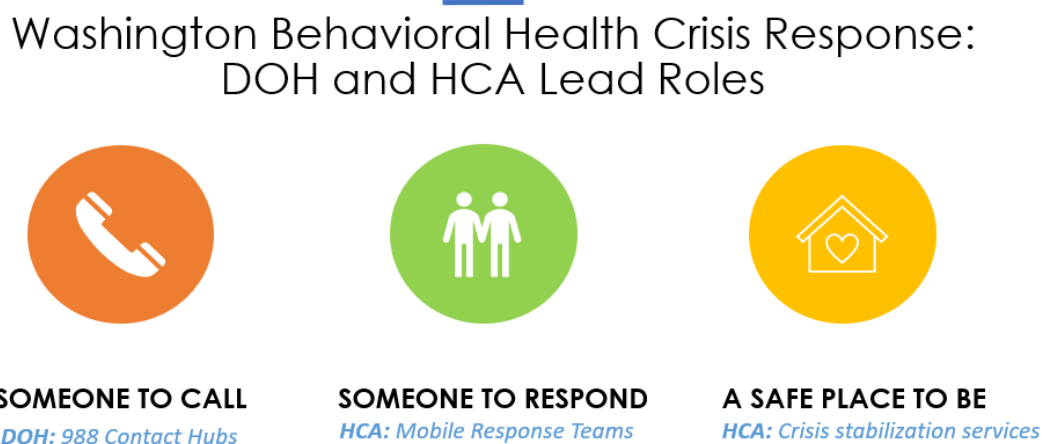 Washington Behavioral Health Crisis Response:
DOH and HCA Lead Roles
SOMEONE TO CALL
DOH: 988 Contact Hubs
SOMEONE TO RESPOND
HCA: Mobile Response Teams
A SAFE PLACE TO BE
HCA: Crisis stabilization services